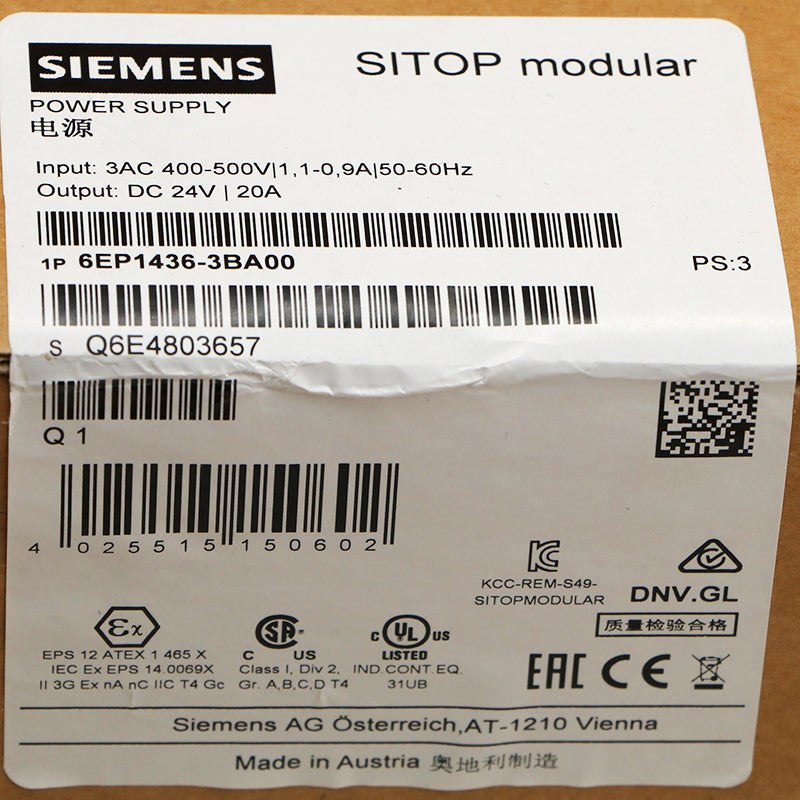 SIEMENS
SITOP modular
POWER SUPPLY
电源
Input: 3AC 400-500V|1,1-0,9A|50-60Hz
Output: DC 24V | 20A
1P 6EP1436-3BA00
PS:3
S Q6E4803657
Q 1
4 025515 150602
KCC-REM-S49-
SITOPMODULAR
DNV.GL
质量检验合格
Ex
EPS 12 ATEX 1 465 X
IEC Ex EPS 14.0069X
II 3G Ex nA nC IIC T4 Gc
SA
C US
Class I, Div 2,
Gr. A,B,C,D T4
C UL US
LISTED
IND.CONT.EQ.
31UB
EAC CE
Siemens AG Österreich,AT-1210 Vienna
Made in Austria 奥地利制造